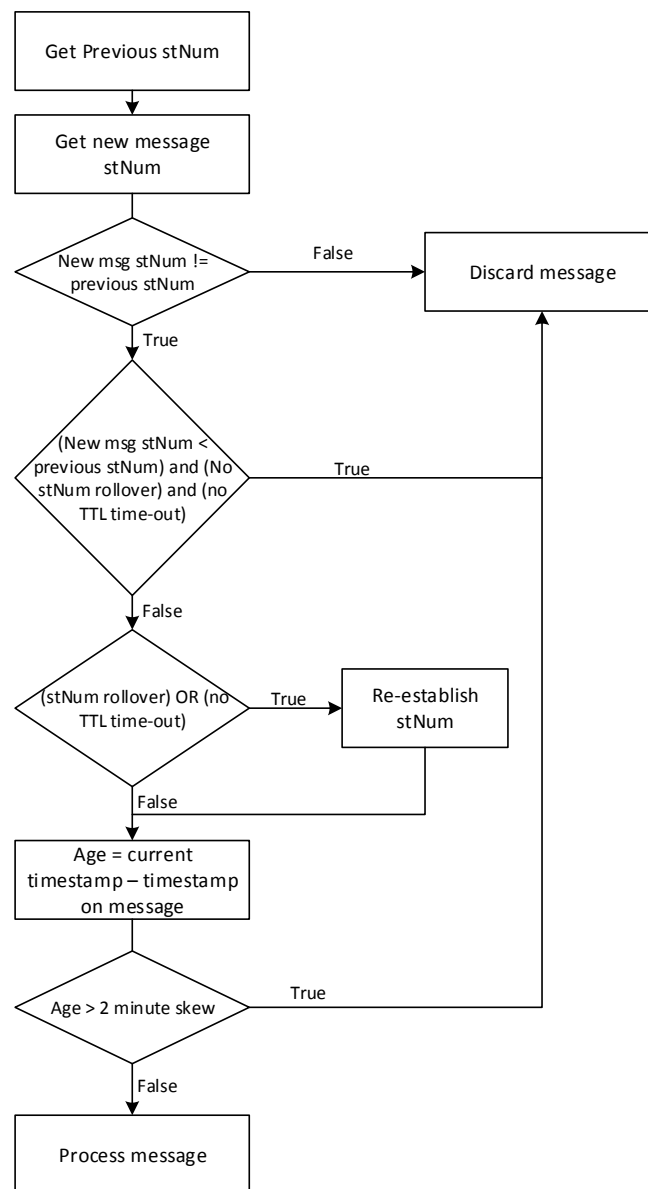 Get Previous stNum
Get new message
stNum
New msg stNum !=
previous stNum
False
Discard message
True
(New msg stNum <
previous stNum) and (No
stNum rollover) and (no
TTL time-out)
True
False
(stNum rollover) OR (no
TTL time-out)
True
Re-establish
stNum
False
Age = current
timestamp – timestamp
on message
Age > 2 minute skew
True
False
Process message